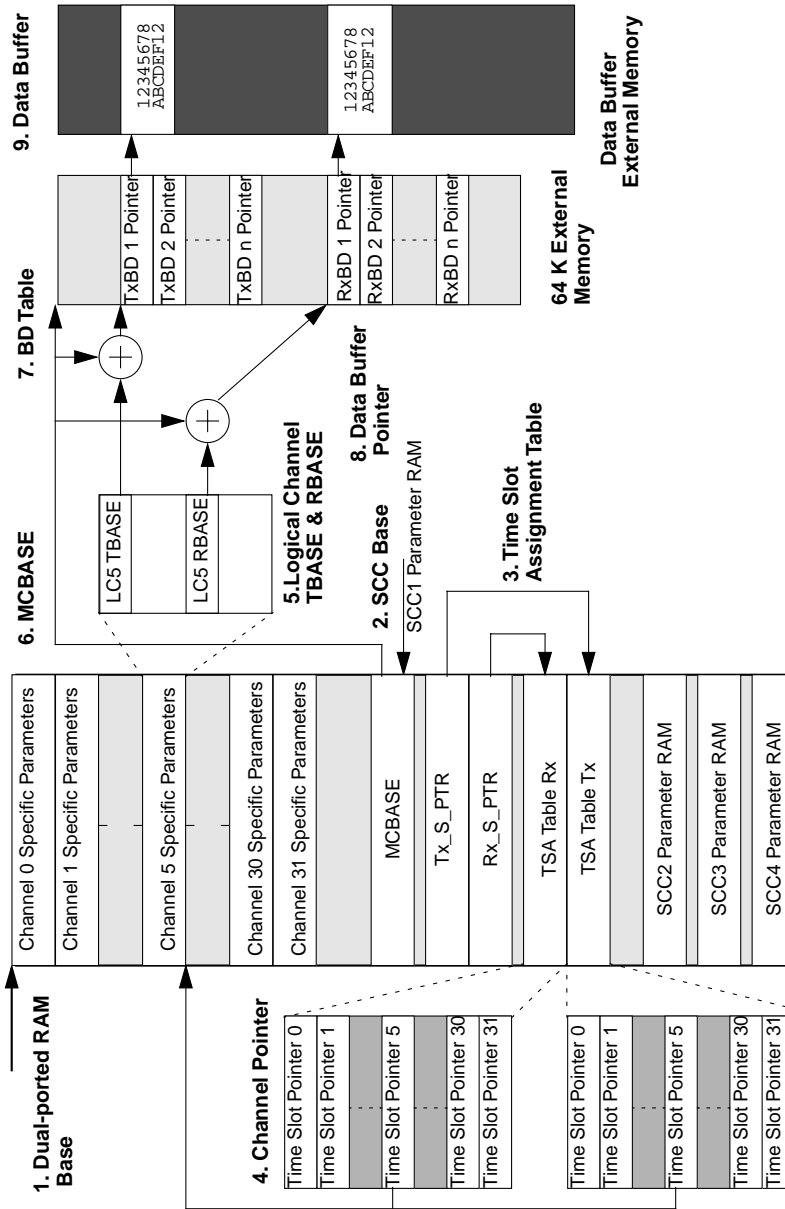 1. Dual-ported RAM
Base
Channel 0 Specific Parameters
Channel 1 Specific Parameters
Channel 5 Specific Parameters
Channel 30 Specific Parameters
Channel 31 Specific Parameters
MCBASE
Tx_S_PTR
Rx_S_PTR
TSA Table Rx
TSA Table Tx
SCC2 Parameter RAM
SCC3 Parameter RAM
SCC4 Parameter RAM
4. Channel Pointer
Time Slot Pointer 0
Time Slot Pointer 1
Time Slot Pointer 5
Time Slot Pointer 30
Time Slot Pointer 31
Time Slot Pointer 0
Time Slot Pointer 1
Time Slot Pointer 5
Time Slot Pointer 30
Time Slot Pointer 31
6. MCBASE
LC5 TBASE
LC5 RBASE
5.Logical Channel
TBASE & RBASE
2. SCC Base
SCC1 Parameter RAM
3. Time Slot
Assignment Table
7. BD Table
8. Data Buffer
Pointer
TxBD 1 Pointer
TxBD 2 Pointer
TxBD n Pointer
RxBD 1 Pointer
RxBD 2 Pointer
RxBD n Pointer
64 K External
Memory
9. Data Buffer
12345678
ABCDEF12
12345678
ABCDEF12
Data Buffer
External Memory